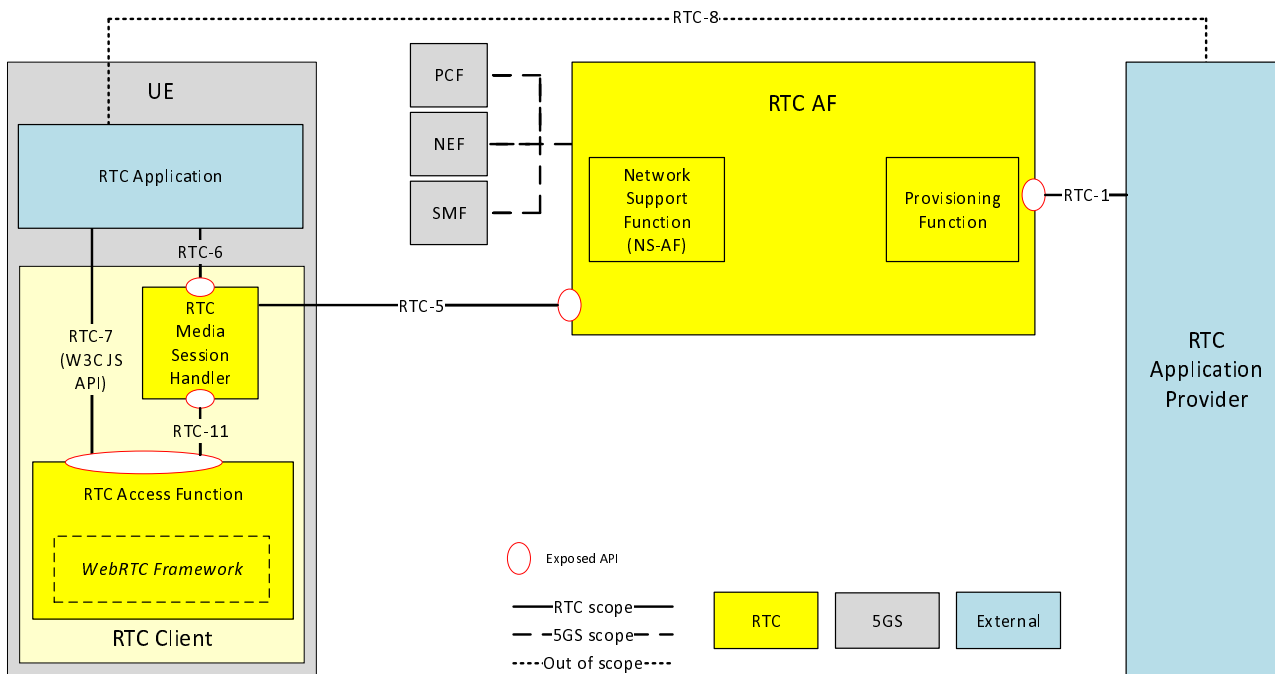 RTC-8
UE
RTC Application
PCF
NEF
SMF
RTC AF
Network
Support
Function
(NS-AF)
Provisioning
Function
RTC-1
RTC-6
RTC
Media
Session
Handler
RTC-5
RTC-7
(W3C JS
API)
RTC-11
RTC Access Function
WebRTC Framework
RTC Client
RTC
Application
Provider
Exposed API
RTC scope
5GS scope
Out of scope
RTC
5GS
External